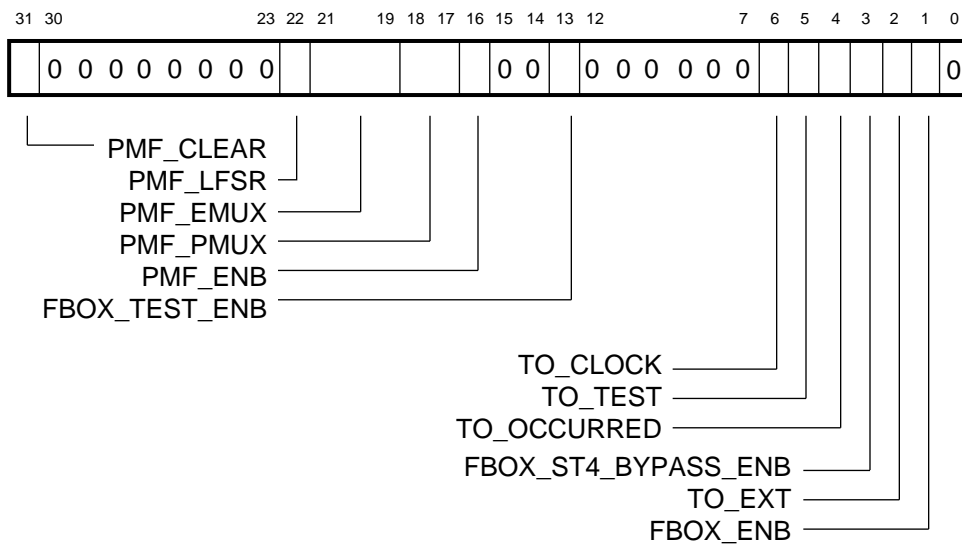 31 30 23 22 21 19 18 17 16 15 14 13 12 7 6 5 4 3 2 1 0
0 0 0 0 0 0 0 0 0 0 0 0 0 0 0 0 0
PMF_CLEAR
PMF_LFSR
PMF_EMUX
PMF_PMUX
PMF_ENB
FBOX_TEST_ENB
TO_CLOCK
TO_TEST
TO_OCCURRED
FBOX_ST4_BYPASS_ENB
TO_EXT
FBOX_ENB